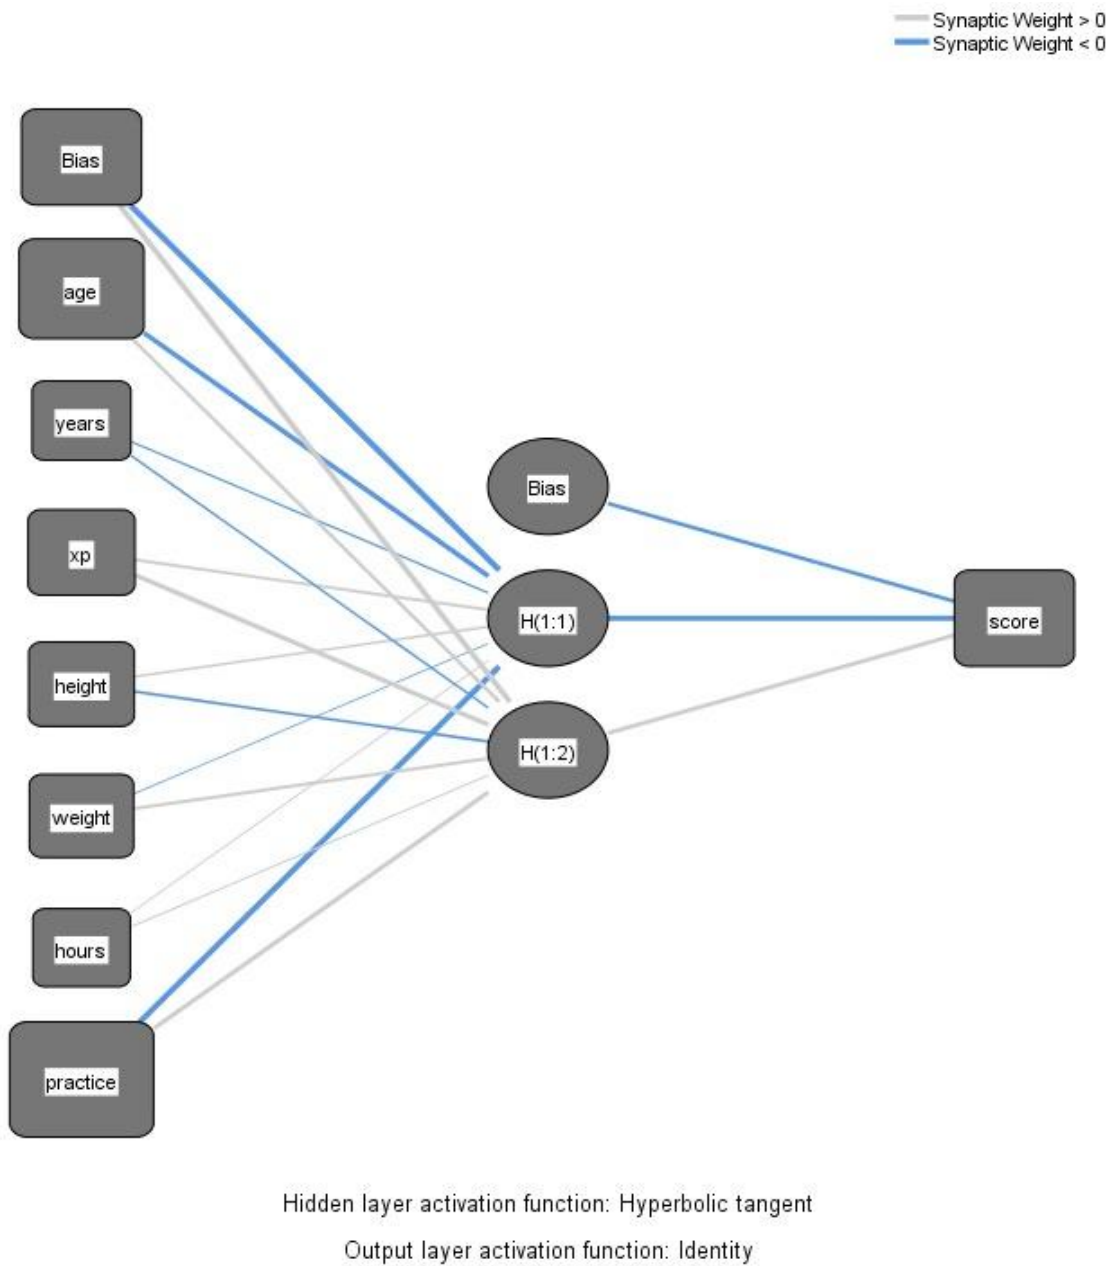 Synaptic Weight > 0
Synaptic Weight < 0
Bias
age
years
xp
height
weight
hours
practice
Bias
H(1:1)
H(1:2)
score
Hidden layer activation function: Hyperbolic tangent
Output layer activation function: Identity